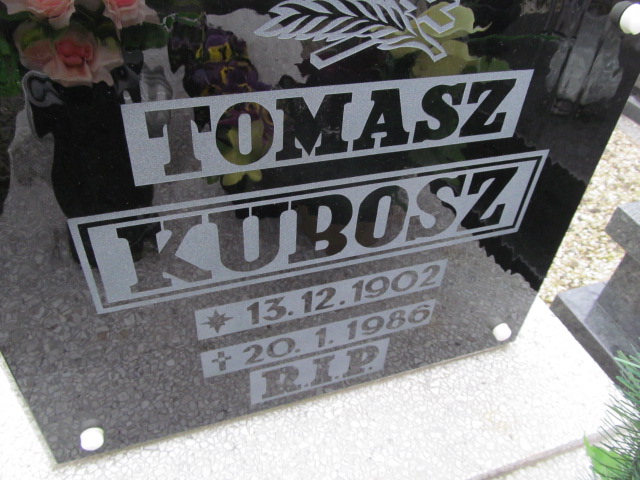 TOMASZ
KUBOSZ
* 13.12.1902
† 20.1.1986
R.I.P.